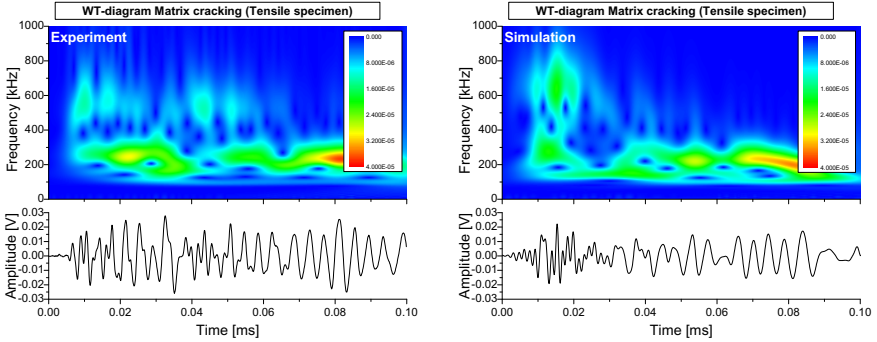 WT-diagram Matrix cracking (Tensile specimen)
Experiment
Frequency [kHz]
1000
800
600
400
200
0
0.000
8.000E-06
1.600E-05
2.400E-05
3.200E-05
4.000E-05
Amplitude [V]
0.03
0.02
0.01
0.00
-0.01
-0.02
-0.03
0.00 0.02 0.04 0.06 0.08 0.10
Time [ms]
WT-diagram Matrix cracking (Tensile specimen)
Simulation
Frequency [kHz]
1000
800
600
400
200
0
0.000
8.000E-06
1.600E-05
2.400E-05
3.200E-05
4.000E-05
Amplitude [V]
0.03
0.02
0.01
0.00
-0.01
-0.02
-0.03
0.00 0.02 0.04 0.06 0.08 0.10
Time [ms]